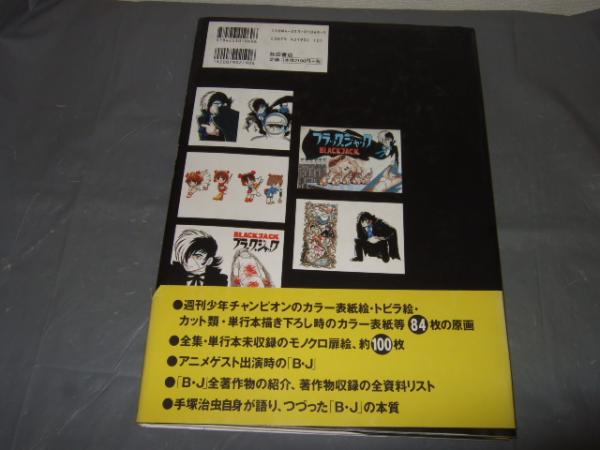 秋田書店
ブラック・ジャック
BLACK JACK
BLACK JACK
ブラック・ジャック
●週刊少年チャンピオンのカラー表紙絵・トビラ絵・
カット類・単行本描き下ろし時のカラー表紙等84枚の原画
●全集・単行本未収録のモノクロ扉絵、約100枚
●アニメゲスト出演時の「B・J」
●「B・J」全著作物の紹介、著作物収録の全資料リスト
●手塚治虫自身が語り、つづった「B・J」の本質